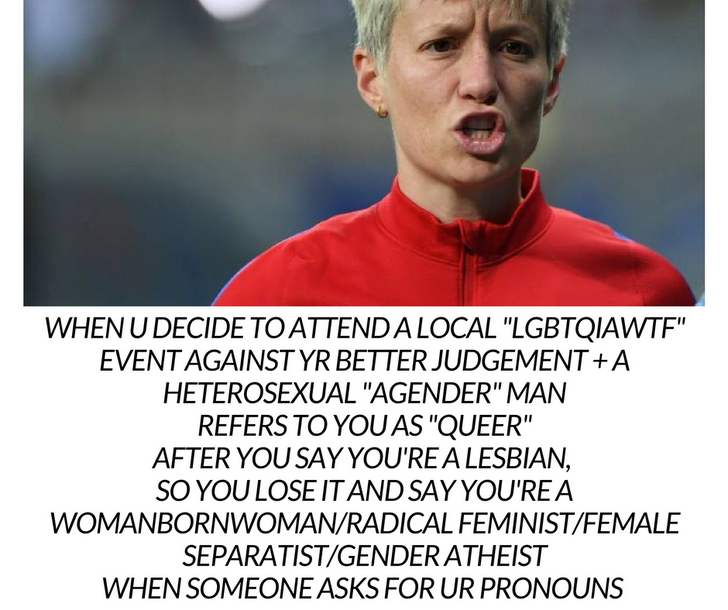 WHEN U DECIDE TO ATTEND A LOCAL "LGBTQIAWTF"
EVENT AGAINST YR BETTER JUDGEMENT + A
HETEROSEXUAL "AGENDER" MAN
REFERS TO YOU AS "QUEER"
AFTER YOU SAY YOU'RE A LESBIAN,
SO YOU LOSE IT AND SAY YOU'RE A
WOMANBORNWOMAN/RADICAL FEMINIST/FEMALE
SEPARATIST/GENDER ATHEIST
WHEN SOMEONE ASKS FOR UR PRONOUNS